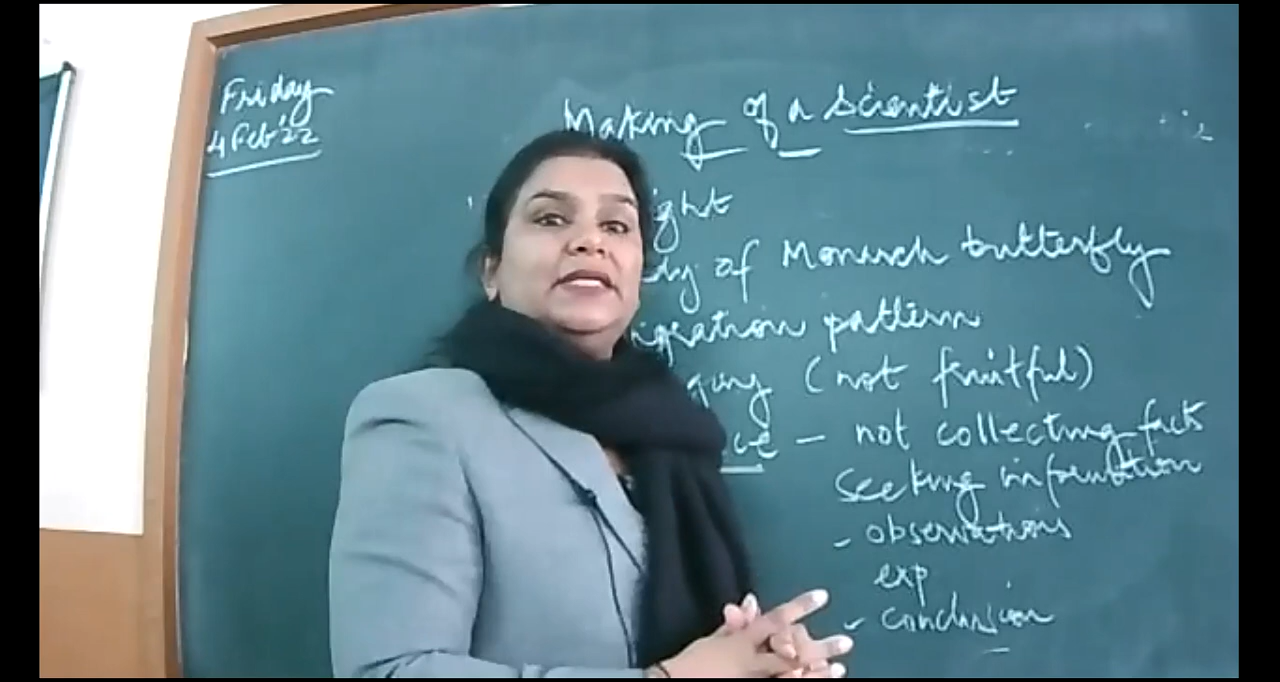 Friday
4 Feb'22
Making of a Scientist
ght
dy of Monarch butterfly
igration pattern
ging (not fruitful)
ce – not collecting facts
seeking information
- observations
exp
- conclusion